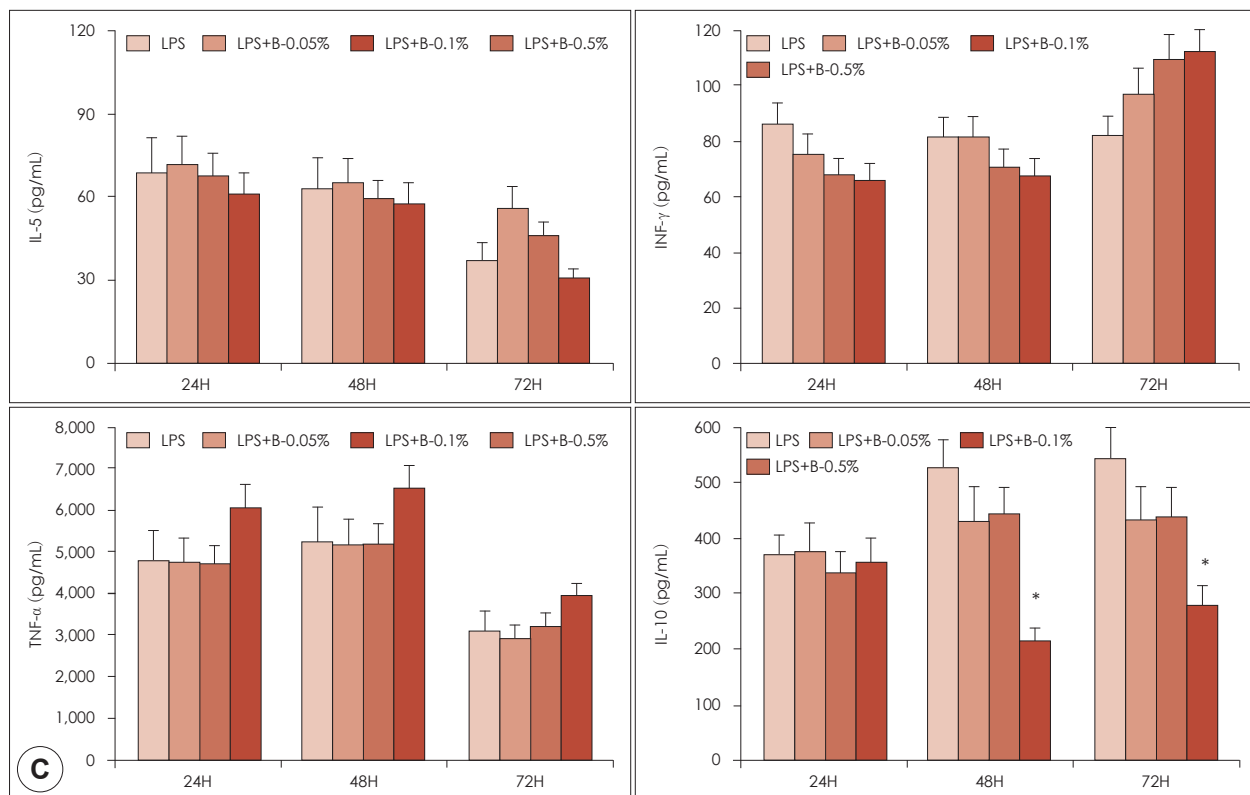 120
90
60
30
0
IL-5 (pg/mL)
LPS LPS+B-0.05% LPS+B-0.1% LPS+B-0.5%
24H 48H 72H
120
100
80
60
40
20
0
INF-γ (pg/mL)
LPS LPS+B-0.05% LPS+B-0.1%
LPS+B-0.5%
24H 48H 72H
8,000
7,000
6,000
5,000
4,000
3,000
2,000
1,000
0
TNF-α (pg/mL)
LPS LPS+B-0.05% LPS+B-0.1% LPS+B-0.5%
24H 48H 72H
C
600
500
400
300
200
100
0
IL-10 (pg/mL)
LPS LPS+B-0.05% LPS+B-0.1%
LPS+B-0.5%
*
*
24H 48H 72H